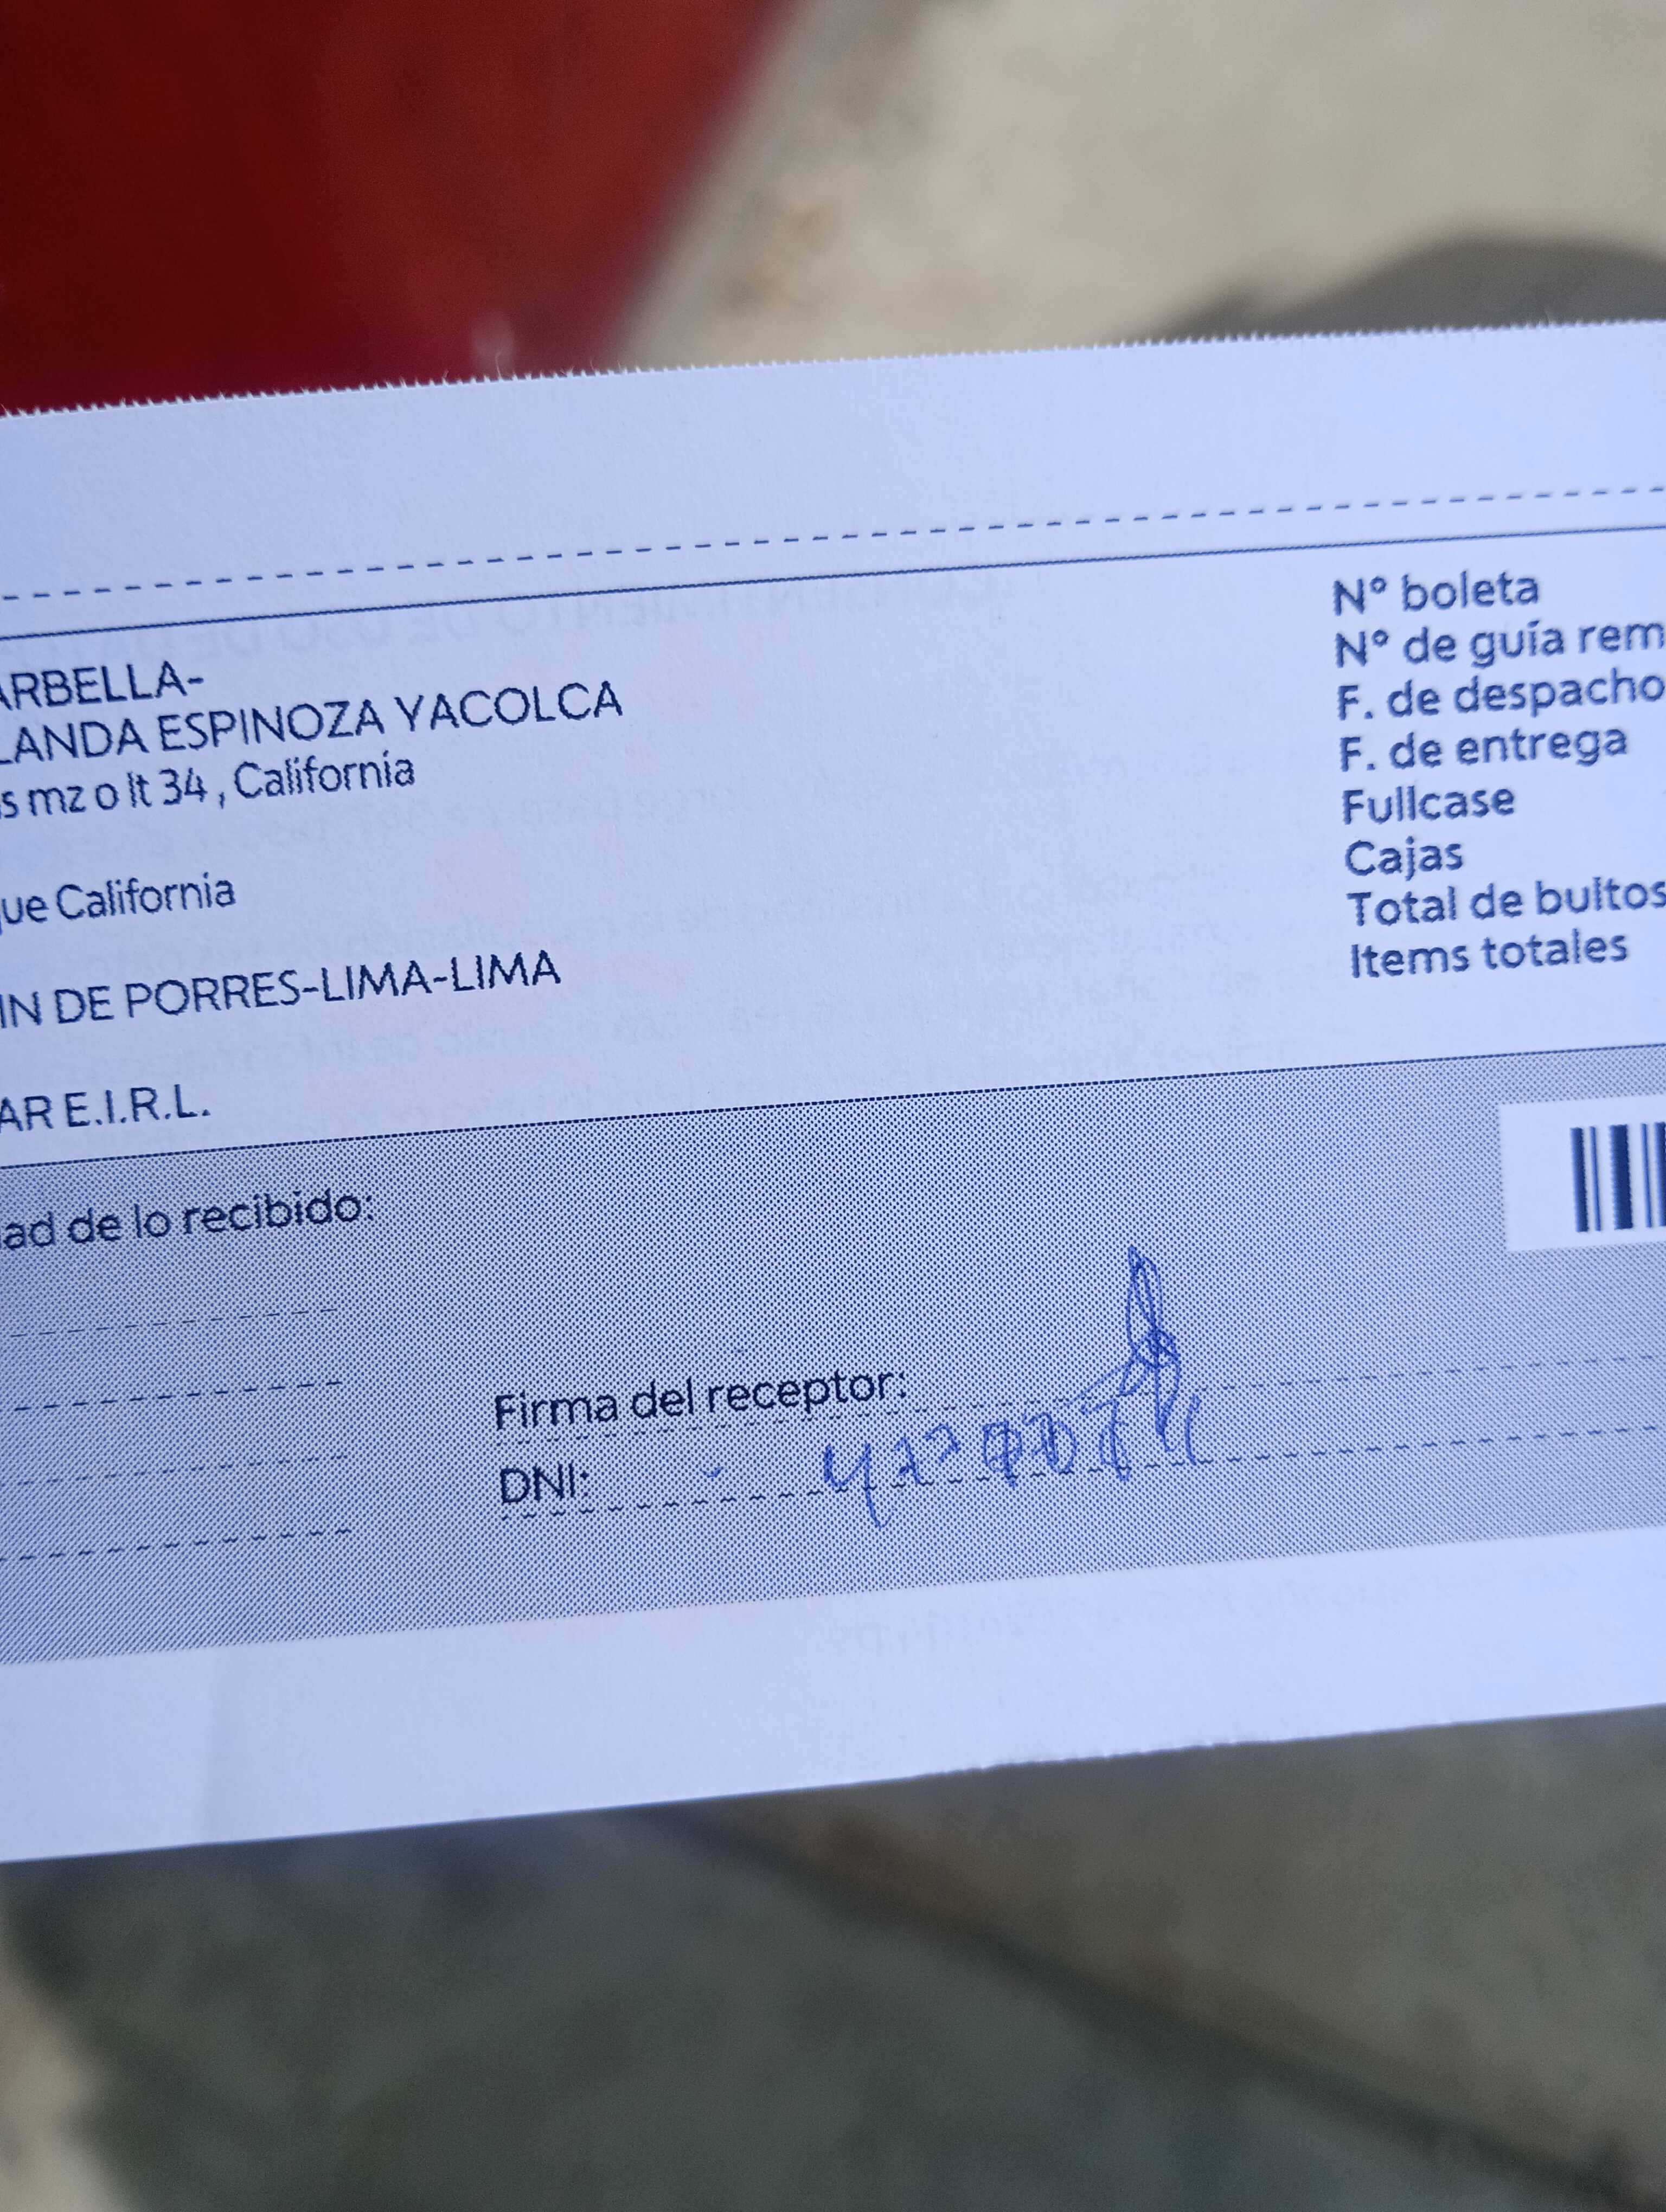 ARBELLA-
LANDA ESPINOZA YACOLCA
s mz o lt 34 , California
ue California
IN DE PORRES-LIMA-LIMA
AR E.I.R.L.
N° boleta
N° de guía rem
F. de despacho
F. de entrega
Fullcase
Cajas
Total de bultos
Items totales
ad de lo recibido:
Firma del receptor:
DNI: